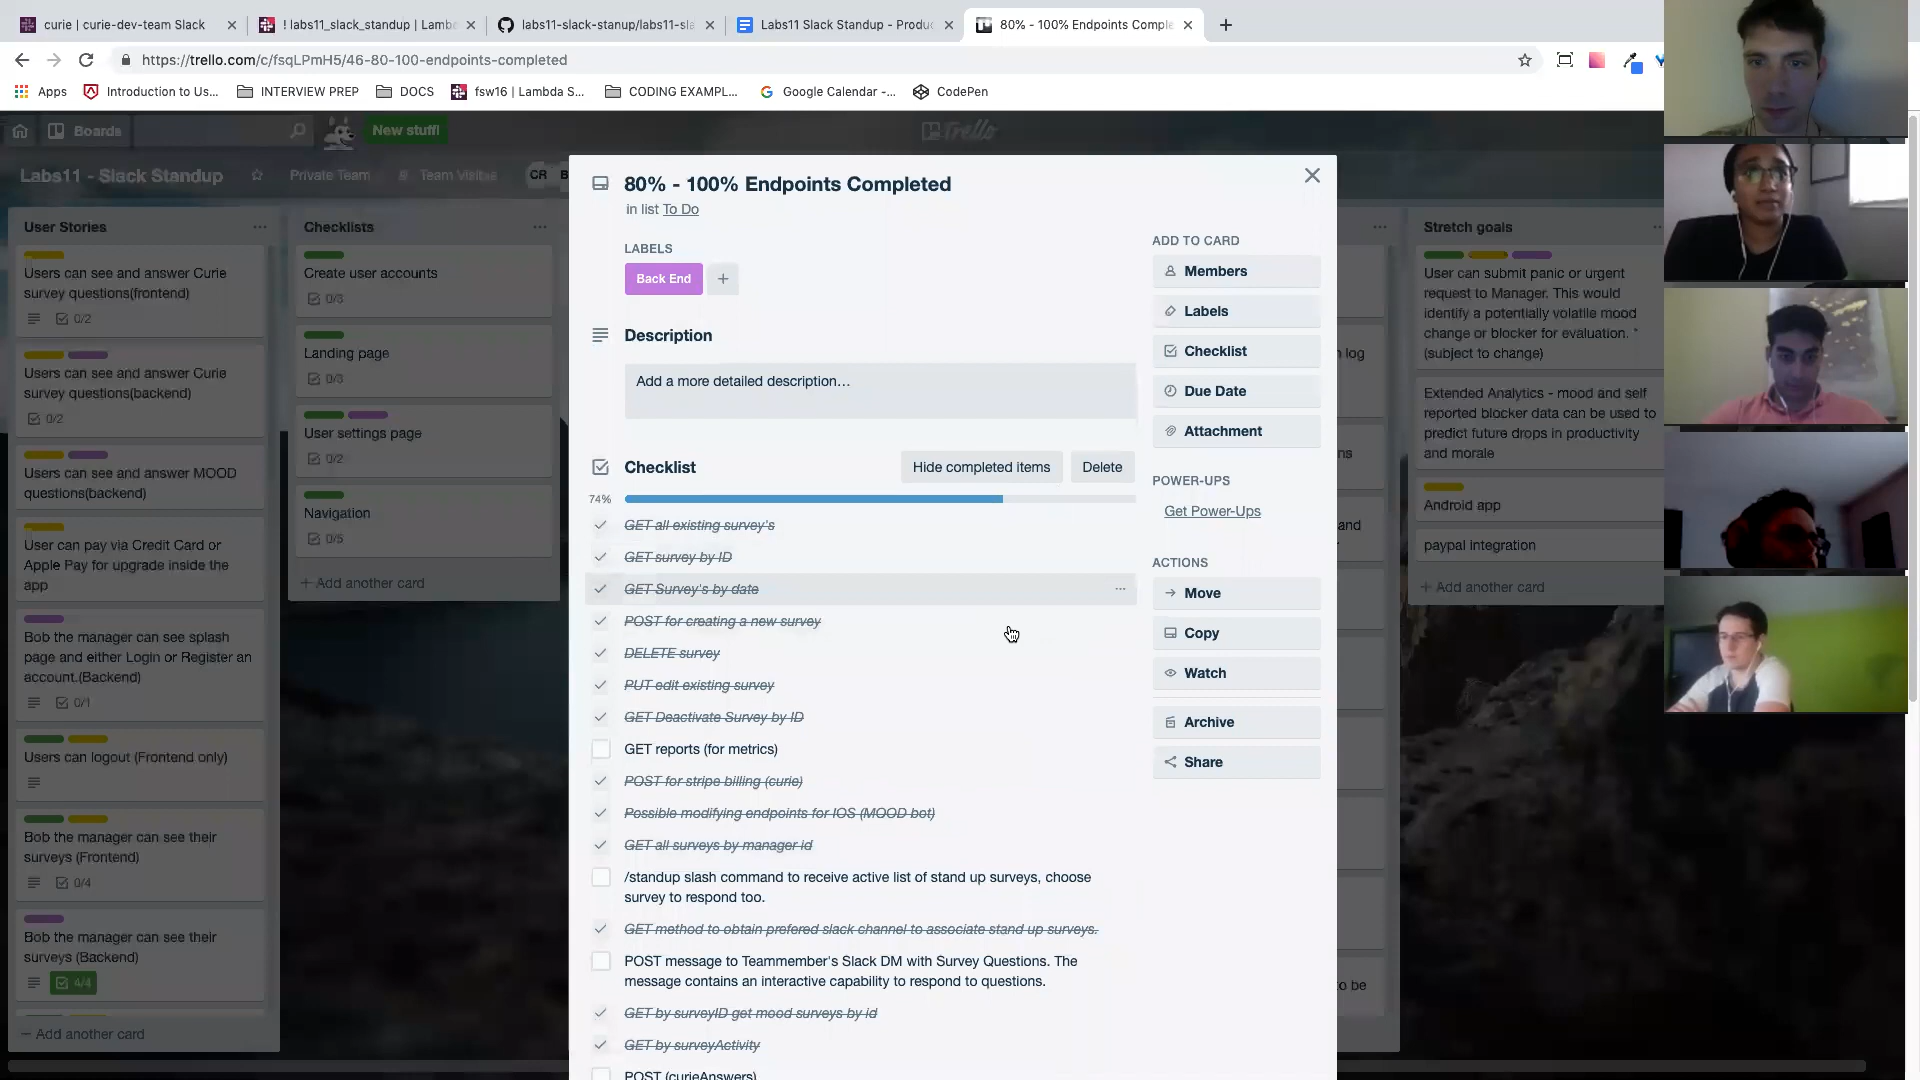 curie | curie-dev-team Slack
! labs11_slack_standup | Lamb
labs11-slack-stanup/labs11-sla
Labs11 Slack Standup - Produc
80% - 100% Endpoints Comple
https://trello.com/c/fsqLPmH5/46-80-100-endpoints-completed
Apps
Introduction to Us...
INTERVIEW PREP
DOCS
fsw16 | Lambda S...
CODING EXAMPL...
Google Calendar -...
CodePen
Boards
New stuff!
Trello
Labs11 - Slack Standup
Private Team
Team Visible
CR
B
User Stories
Users can see and answer Curie
survey questions(frontend)
0/2
Users can see and answer Curie
survey questions(backend)
0/2
Users can see and answer MOOD
questions(backend)
User can pay via Credit Card or
Apple Pay for upgrade inside the
app
Bob the manager can see splash
page and either Login or Register an
account.(Backend)
0/1
Users can logout (Frontend only)
Bob the manager can see their
surveys (Frontend)
0/4
Bob the manager can see their
surveys (Backend)
4/4
Add another card
Checklists
Create user accounts
0/3
Landing page
0/3
User settings page
0/2
Navigation
0/5
+ Add another card
80% - 100% Endpoints Completed
in list To Do
LABELS
Back End
+
Description
Add a more detailed description…
Checklist
Hide completed items
Delete
74%
GET all existing survey's
GET survey by ID
GET Survey's by date
POST for creating a new survey
DELETE survey
PUT edit existing survey
GET Deactivate Survey by ID
GET reports (for metrics)
POST for stripe billing (curie)
Possible modifying endpoints for IOS (MOOD bot)
GET all surveys by manager id
/standup slash command to receive active list of stand up surveys, choose
survey to respond too.
GET method to obtain prefered slack channel to associate stand up surveys.
POST message to Teammember's Slack DM with Survey Questions. The
message contains an interactive capability to respond to questions.
GET by surveyID get mood surveys by id
GET by surveyActivity
POST (curieAnswers)
ADD TO CARD
Members
Labels
Checklist
Due Date
Attachment
POWER-UPS
Get Power-Ups
ACTIONS
Move
Copy
Watch
Archive
Share
n log
ns
and
o be
Stretch goals
User can submit panic or urgent
request to Manager. This would
identify a potentially volatile mood
change or blocker for evaluation. *
(subject to change)
Extended Analytics - mood and self
reported blocker data can be used to
predict future drops in productivity
and morale
Android app
paypal integration
+ Add another card